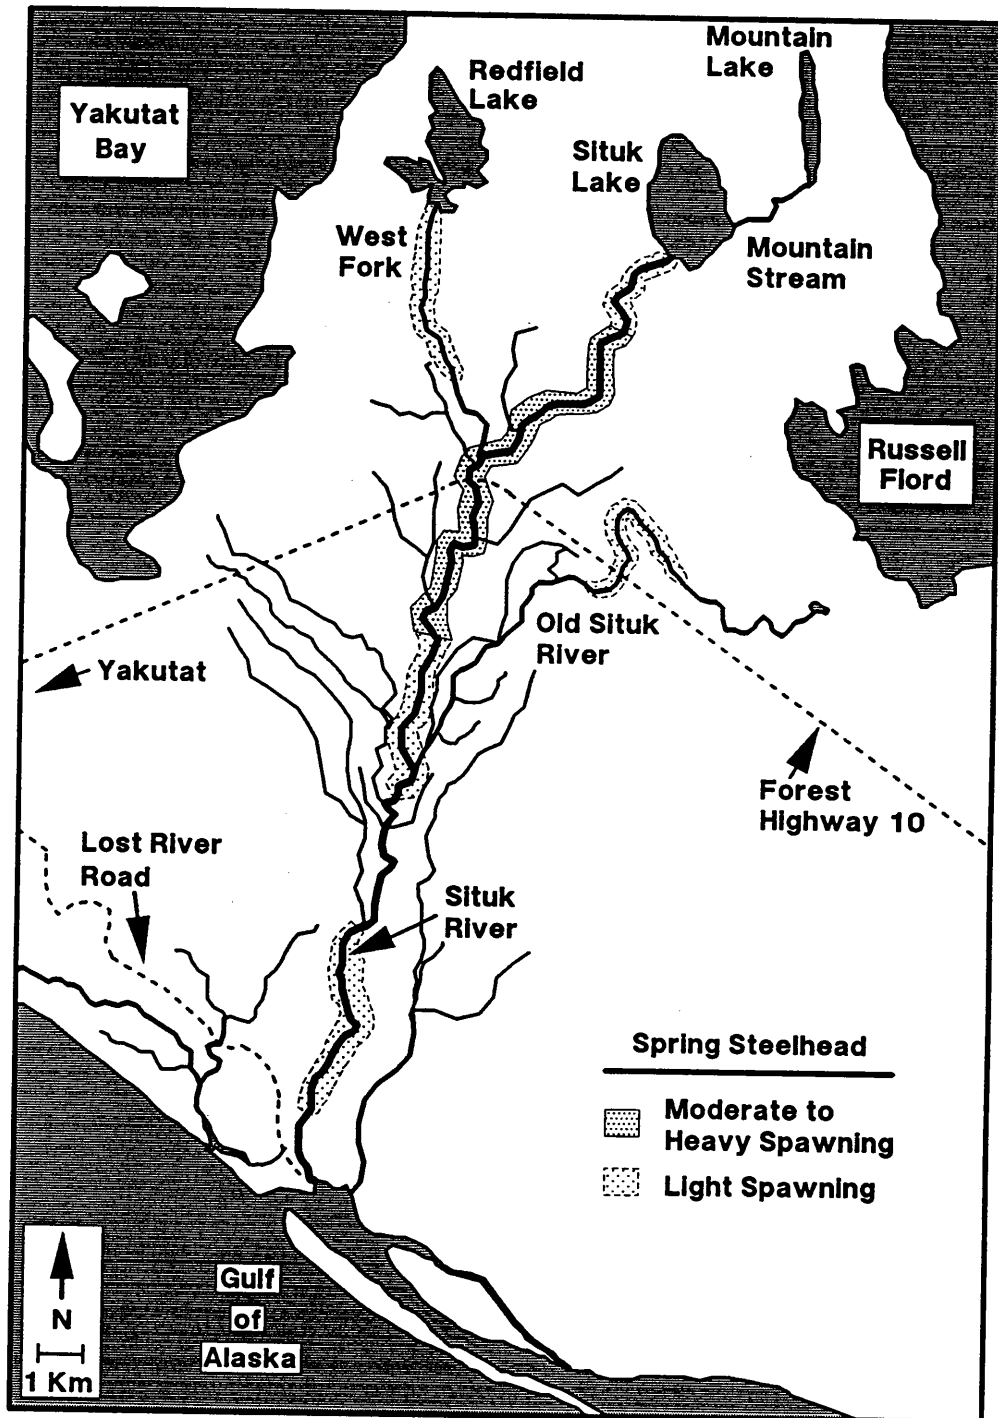 Mountain
Lake
Redfield
Lake
Yakutat
Bay
Situk
Lake
West
Fork
Mountain
Stream
Russell
Fiord
Old Situk
River
Yakutat
Forest
Highway 10
Lost River
Road
Situk
River
Spring Steelhead
Moderate to
Heavy Spawning
Light Spawning
Gulf
of
Alaska
N
1 Km